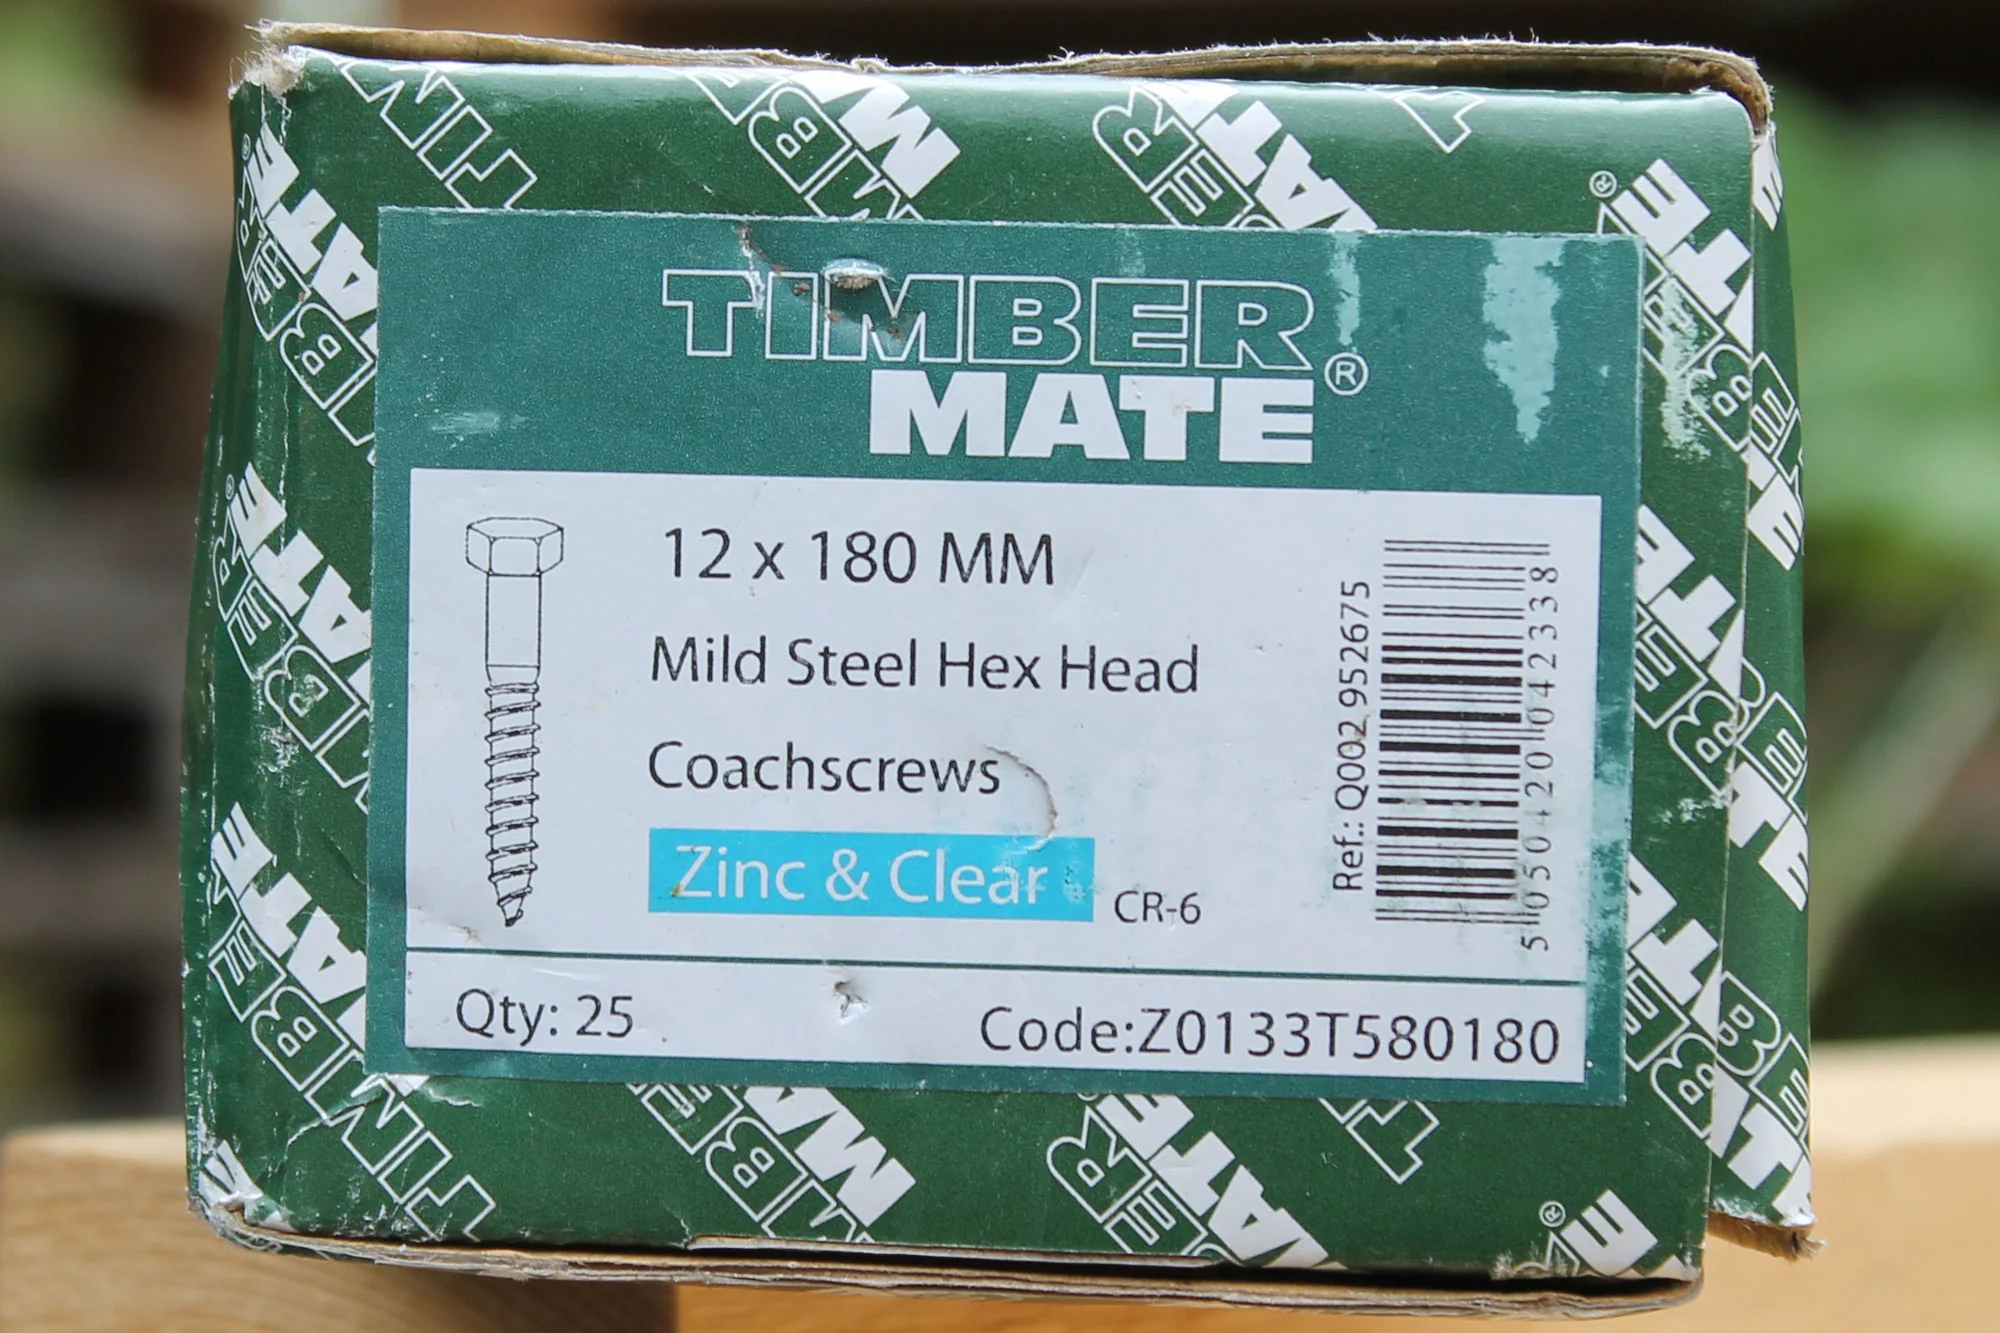 TIMBER
MATE®
12 x 180 MM
Mild Steel Hex Head
Coachscrews
Zinc & Clear
CR-6
Ref.: Q002 952675
5 050420 042338
Qty: 25
Code:Z0133T580180